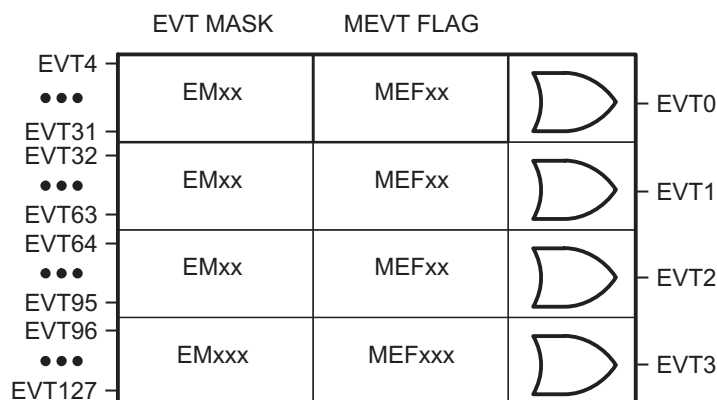 EVT MASK MEVT FLAG
EVT4
••• EMxx MEFxx EVT0
EVT31
EVT32
••• EMxx MEFxx EVT1
EVT63
EVT64
••• EMxx MEFxx EVT2
EVT95
EVT96
••• EMxxx MEFxxx EVT3
EVT127